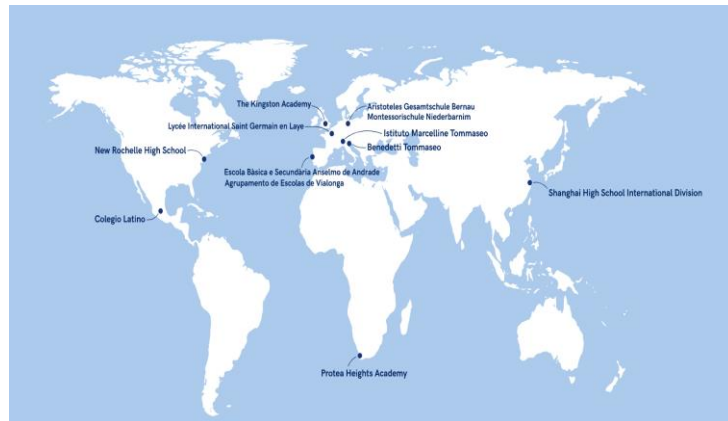 The Kingston Academy
Aristoteles Gesamtschule Bernau
Montessorischule Niederbarnim
Lycée International Saint Germain en Laye
Istituto Marcelline Tommaseo
New Rochelle High School
Benedetti Tommaseo
Escola Básica e Secundária Anselmo de Andrade
Agrupamento de Escolas de Vialonga
Shanghai High School International Division
Colegio Latino
Protea Heights Academy